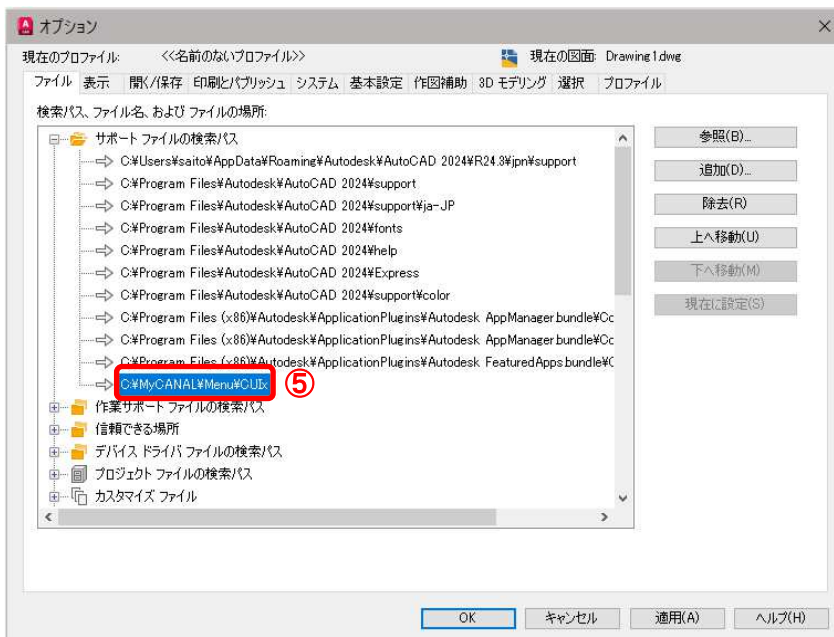 オプション
現在のプロファイル: <<名前のないプロファイル>> 現在の図面: Drawing1.dwg
ファイル 表示 開く/保存 印刷とパブリッシュ システム 基本設定 作図補助 3D モデリング 選択 プロファイル
検索パス、ファイル名、および ファイルの場所:
サポート ファイルの検索パス
C:¥Users¥saito¥AppData¥Roaming¥Autodesk¥AutoCAD 2024¥R24.3¥jpn¥support
C:¥Program Files¥Autodesk¥AutoCAD 2024¥support
C:¥Program Files¥Autodesk¥AutoCAD 2024¥support¥ja-JP
C:¥Program Files¥Autodesk¥AutoCAD 2024¥fonts
C:¥Program Files¥Autodesk¥AutoCAD 2024¥help
C:¥Program Files¥Autodesk¥AutoCAD 2024¥Express
C:¥Program Files¥Autodesk¥AutoCAD 2024¥support¥color
C:¥Program Files (x86)¥Autodesk¥ApplicationPlugins¥Autodesk AppManager.bundle¥Cc
C:¥Program Files (x86)¥Autodesk¥ApplicationPlugins¥Autodesk AppManager.bundle¥Cc
C:¥Program Files (x86)¥Autodesk¥ApplicationPlugins¥Autodesk FeaturedApps.bundle¥C
C:¥MyCANAL¥Menu¥CUIx ⑤
作業サポート ファイルの検索パス
信頼できる場所
デバイス ドライバ ファイルの検索パス
プロジェクト ファイルの検索パス
カスタマイズ ファイル
参照(B)...
追加(D)...
除去(R)
上へ移動(U)
下へ移動(M)
現在に設定(S)
OK キャンセル 適用(A) ヘルプ(H)